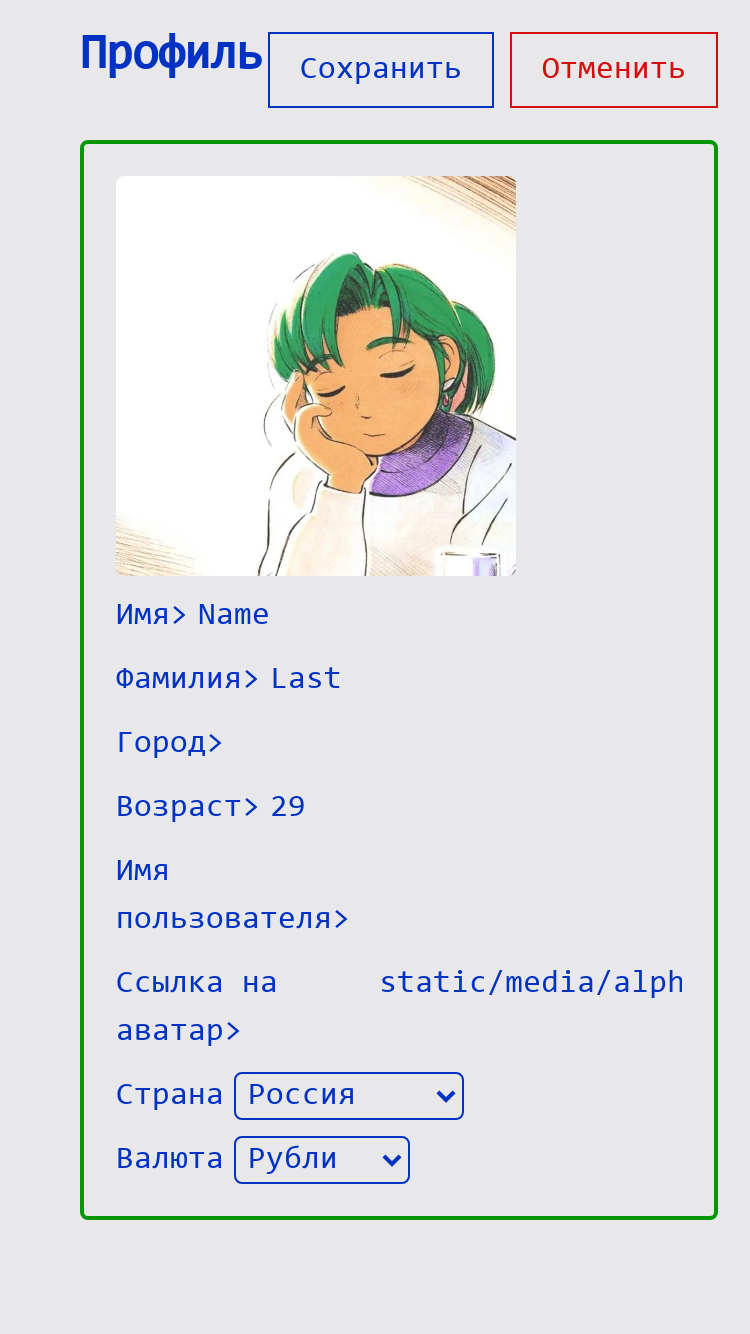 Профиль Сохранить Отменить
Имя> Name
Фамилия> Last
Город>
Возраст> 29
Имя
пользователя>
Ссылка на static/media/alph
аватар>
Страна Россия
Валюта Рубли